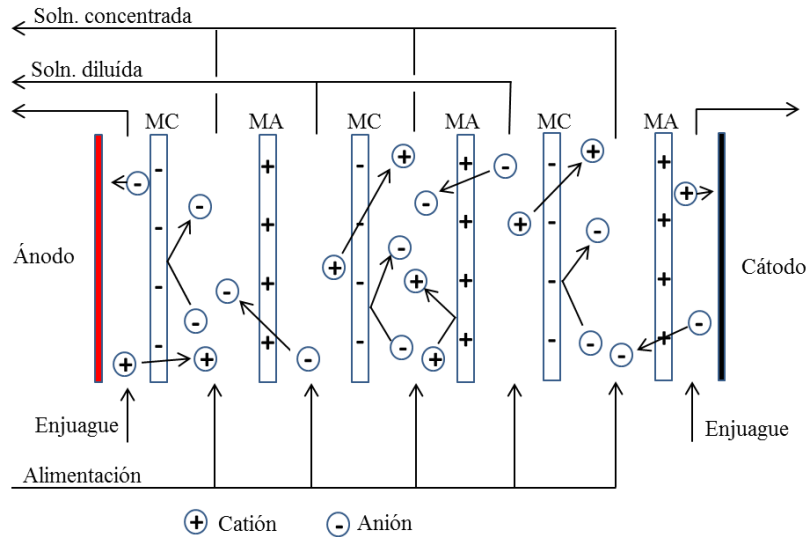 Soln. concentrada
Soln. diluída
MC
MA
MC
MA
MC
MA
Ánodo
Cátodo
Enjuague
Enjuague
Alimentación
Catión
Anión